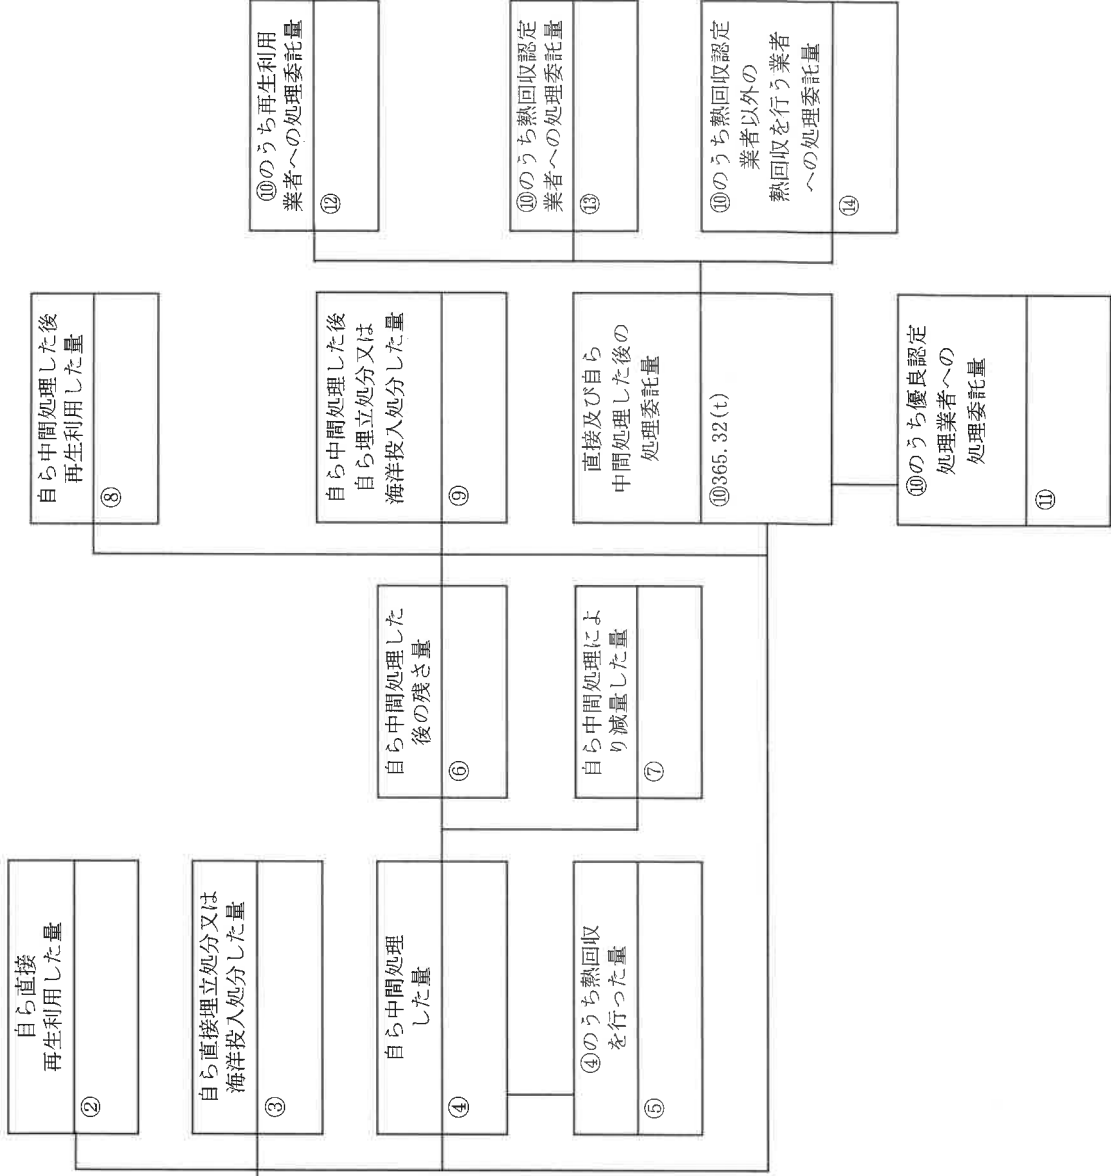 自ら直接
再生利用した量
②
自ら直接埋立処分又は
海洋投入処分した量
③
自ら中間処理
した量
④
④のうち熱回収
を行った量
⑤
自ら中間処理した
後の残さ量
⑥
自ら中間処理によ
り減量した量
⑦
自ら中間処理した後
再生利用した量
⑧
自ら中間処理した後
自ら埋立処分又は
海洋投入処分した量
⑨
直接及び自ら
中間処理した後の
処理委託量
⑩365.32(t)
⑩のうち優良認定
処理業者への
処理委託量
⑪
⑩のうち再生利用
業者への処理委託量
⑫
⑩のうち熱回収認定
業者への処理委託量
⑬
⑩のうち熱回収認定
業者以外の
熱回収を行う業者
への処理委託量
⑭